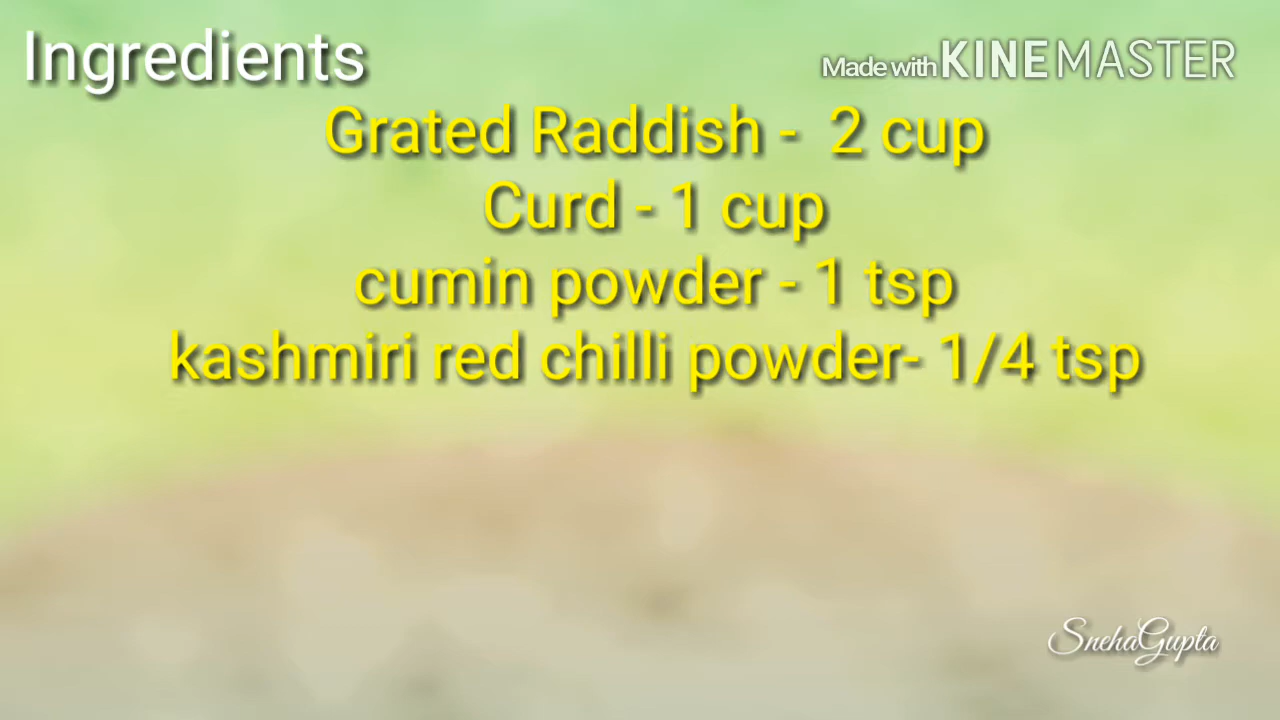 Ingredients
Made with KINEMASTER
Grated Raddish - 2 cup
Curd - 1 cup
cumin powder - 1 tsp
kashmiri red chilli powder- 1/4 tsp
SnehaGupta